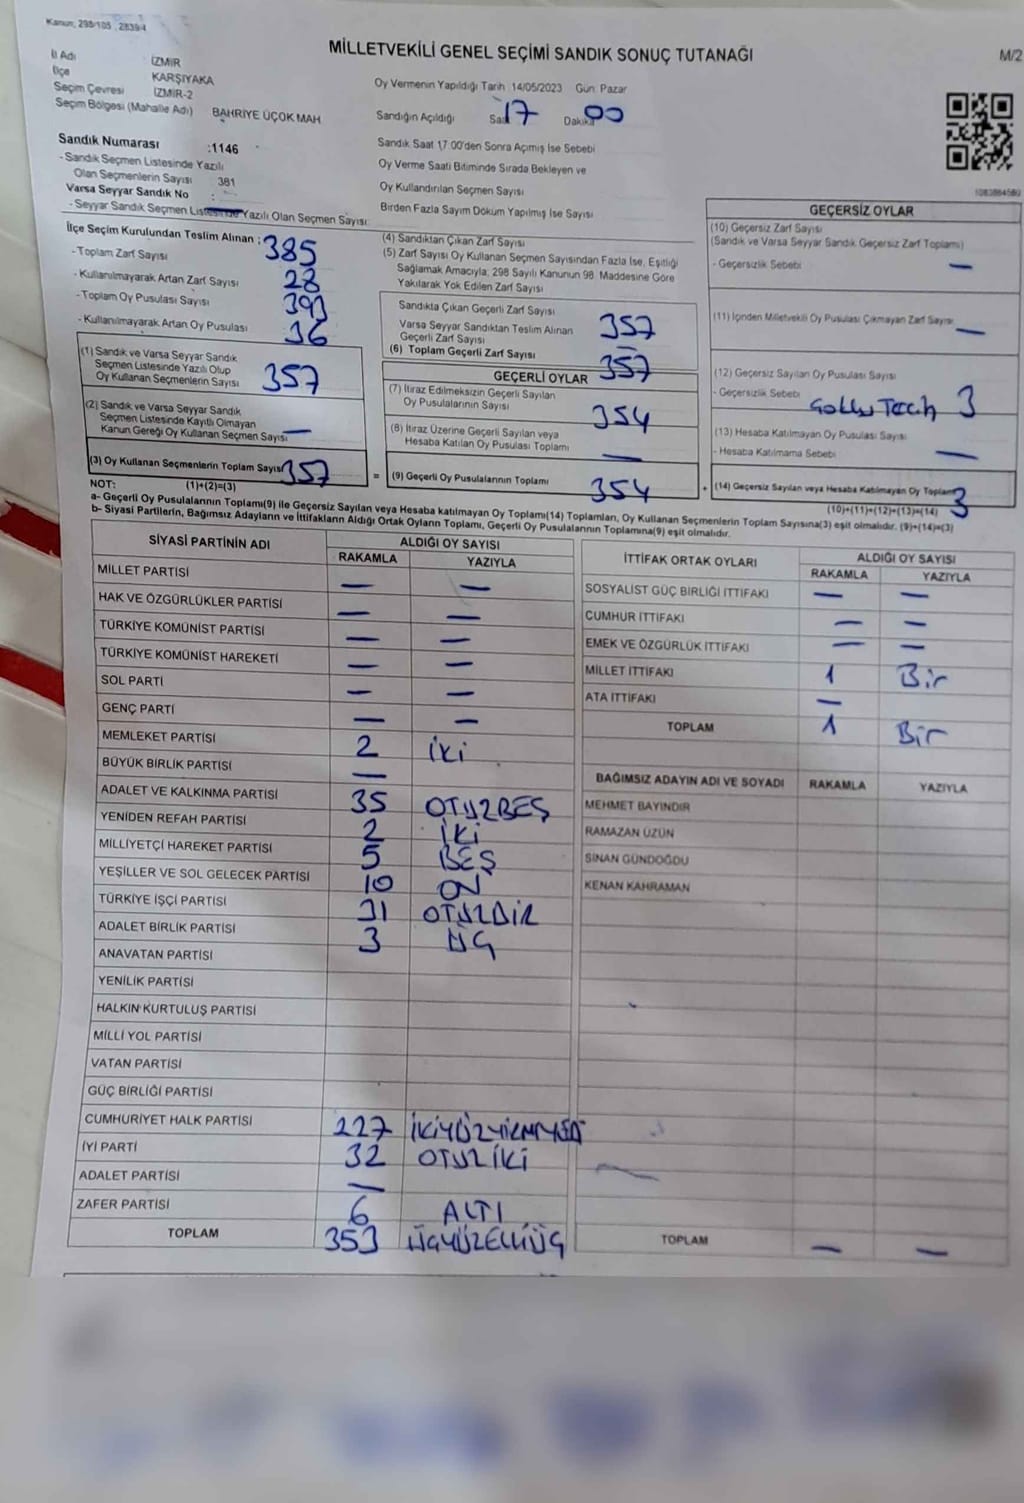 Kanun; 298/105 , 2839/4
MİLLETVEKİLİ GENEL SEÇİMİ SANDIK SONUÇ TUTANAĞI
M/2
İl Adı İZMİR
İlçe KARŞIYAKA
Seçim Çevresi İZMİR-2
Seçim Bölgesi (Mahalle Adı) BAHRİYE ÜÇOK MAH
Oy Vermenin Yapıldığı Tarih 14/05/2023 Gün: Pazar
Sandığın Açıldığı Saat 17 Dakika 00
Sandık Saat 17:00'den Sonra Açımış İse Sebebi
Oy Verme Saati Bitiminde Sırada Bekleyen ve
Oy Kullandırılan Seçmen Sayısı
Birden Fazla Sayım Döküm Yapılmış İse Sayısı
Sandık Numarası :1146
- Sandık Seçmen Listesinde Yazılı
Olan Seçmenlerin Sayısı 381
Varsa Seyyar Sandık No :
- Seyyar Sandık Seçmen Listesinde Yazılı Olan Seçmen Sayısı:
İlçe Seçim Kurulundan Teslim Alınan :
-Toplam Zarf Sayısı 385
- Kullanılmayarak Artan Zarf Sayısı 28
- Toplam Oy Pusulası Sayısı 393
- Kullanılmayarak Artan Oy Pusulası 36
(1) Sandık ve Varsa Seyyar Sandık
Seçmen Listesinde Yazılı Olup
Oy Kullanan Seçmenlerin Sayısı 357
(2) Sandık ve Varsa Seyyar Sandık
Seçmen Listesinde Kayıtlı Olmayan
Kanun Gereği Oy Kullanan Seçmen Sayısı —
(3) Oy Kullanan Seçmenlerin Toplam Sayısı 357
(1)+(2)=(3)
(4) Sandıktan Çıkan Zarf Sayısı
(5) Zarf Sayısı Oy Kullanan Seçmen Sayısından Fazla İse, Eşitliği
Sağlamak Amacıyla; 298 Sayılı Kanunun 98. Maddesine Göre
Yakılarak Yok Edilen Zarf Sayısı
Sandıkta Çıkan Geçerli Zarf Sayısı 357
Varsa Seyyar Sandıktan Teslim Alınan
Geçerli Zarf Sayısı —
(6) Toplam Geçerli Zarf Sayısı 357
GEÇERLİ OYLAR
(7) İtiraz Edilmeksizin Geçerli Sayılan
Oy Pusulalarının Sayısı 354
(8) İtiraz Üzerine Geçerli Sayılan veya
Hesaba Katılan Oy Pusulası Toplamı —
= (9) Geçerli Oy Pusulalarının Toplamı 354 +
1083864560
GEÇERSİZ OYLAR
(10) Geçersiz Zarf Sayısı
(Sandık ve Varsa Seyyar Sandık Geçersiz Zarf Toplamı)
- Geçersizlik Sebebi —
(11) İçinden Milletvekili Oy Pusulası Çıkmayan Zarf Sayısı —
(12) Geçersiz Sayılan Oy Pusulası Sayısı
- Geçersizlik Sebebi 3
(13) Hesaba Katılmayan Oy Pusulası Sayısı
- Hesaba Katılmama Sebebi —
(14) Geçersiz Sayılan veya Hesaba Katılmayan Oy Toplamı 3
(10)+(11)+(12)+(13)=(14)
NOT:
a- Geçerli Oy Pusulalarının Toplamı(9) ile Geçersiz Sayılan veya Hesaba katılmayan Oy Toplamı(14) Toplamları, Oy Kullanan Seçmenlerin Toplam Sayısına(3) eşit olmalıdır. (9)+(14)=(3)
b- Siyasi Partilerin, Bağımsız Adayların ve İttifakların Aldığı Ortak Oyların Toplamı, Geçerli Oy Pusulalarının Toplamına(9) eşit olmalıdır.
SİYASİ PARTİNİN ADI ALDIĞI OY SAYISI
RAKAMLA YAZIYLA
MİLLET PARTİSİ — —
HAK VE ÖZGÜRLÜKLER PARTİSİ — —
TÜRKİYE KOMÜNİST PARTİSİ — —
TÜRKİYE KOMÜNİST HAREKETİ — —
SOL PARTİ — —
GENÇ PARTİ — —
MEMLEKET PARTİSİ 2 İKİ
BÜYÜK BİRLİK PARTİSİ —
ADALET VE KALKINMA PARTİSİ 35 OTUZBEŞ
YENİDEN REFAH PARTİSİ 2 İKİ
MİLLİYETÇİ HAREKET PARTİSİ 5 BEŞ
YEŞİLLER VE SOL GELECEK PARTİSİ 10 ON
TÜRKİYE İŞÇİ PARTİSİ 31 OTUZBİR
ADALET BİRLİK PARTİSİ 3 ÜÇ
ANAVATAN PARTİSİ
YENİLİK PARTİSİ
HALKIN KURTULUŞ PARTİSİ
MİLLİ YOL PARTİSİ
VATAN PARTİSİ
GÜÇ BİRLİĞİ PARTİSİ
CUMHURİYET HALK PARTİSİ 227 İKİYÜZYİRMİYEDİ
İYİ PARTİ 32 OTUZİKİ
ADALET PARTİSİ —
ZAFER PARTİSİ 6 ALTI
TOPLAM 353 ÜÇYÜZELLİÜÇ
İTTİFAK ORTAK OYLARI ALDIĞI OY SAYISI
RAKAMLA YAZIYLA
SOSYALİST GÜÇ BİRLİĞİ İTTİFAKI — —
CUMHUR İTTİFAKI — —
EMEK VE ÖZGÜRLÜK İTTİFAKI — —
MİLLET İTTİFAKI 1 Bir
ATA İTTİFAKI —
TOPLAM 1 Bir
BAĞIMSIZ ADAYIN ADI VE SOYADI RAKAMLA YAZIYLA
MEHMET BAYINDIR
RAMAZAN UZUN
SİNAN GÜNDOĞDU
KENAN KAHRAMAN
TOPLAM — —